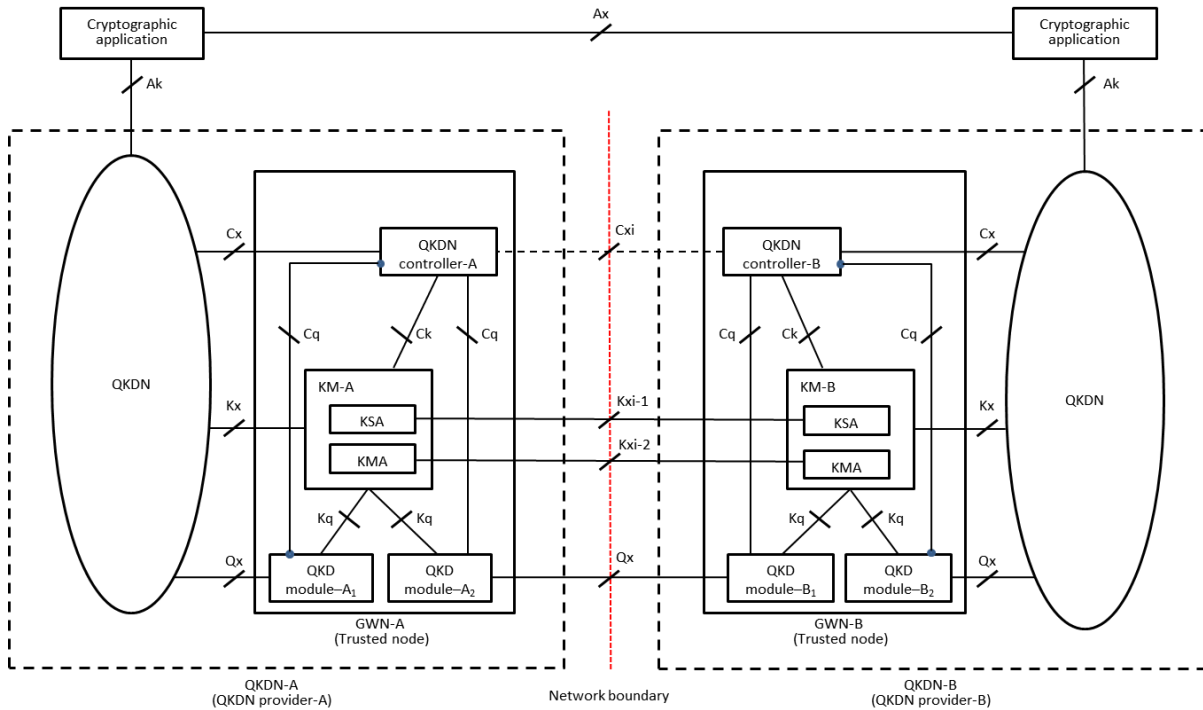 Cryptographic
application
Ax
Cryptographic
application
Ak
Ak
Cx
QKDN
controller-A
Cxi
QKDN
controller-B
Cx
Cq
Ck
Cq
Cq
Ck
Cq
QKDN
KM-A
KSA
KMA
Kx
Kxi-1
Kxi-2
KM-B
KSA
KMA
Kx
QKDN
Kq
Kq
Kq
Kq
Qx
QKD
module–A₁
QKD
module–A₂
Qx
QKD
module–B₁
QKD
module–B₂
Qx
GWN-A
(Trusted node)
GWN-B
(Trusted node)
QKDN-A
(QKDN provider-A)
Network boundary
QKDN-B
(QKDN provider-B)